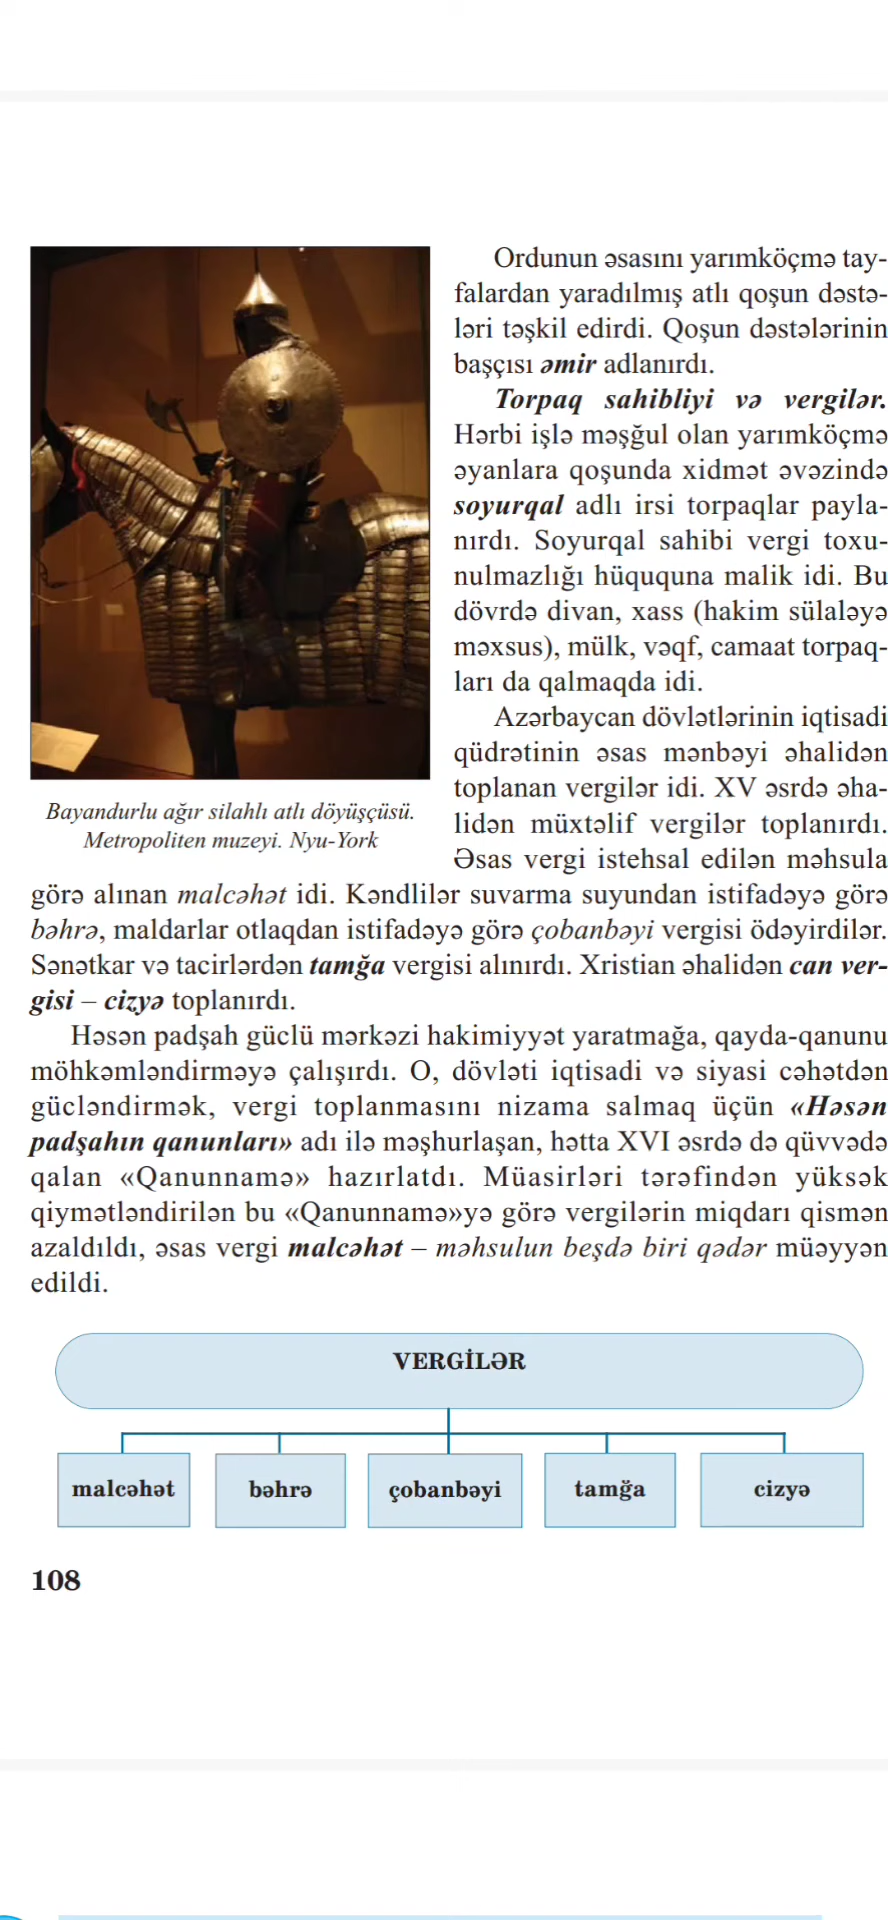 Ordunun əsasını yarımköçmə tay-
falardan yaradılmış atlı qoşun dəstə-
ləri təşkil edirdi. Qoşun dəstələrinin
başçısı əmir adlanırdı.
Torpaq sahibliyi və vergilər.
Hərbi işlə məşğul olan yarımköçmə
əyanlara qoşunda xidmət əvəzində
soyurqal adlı irsi torpaqlar payla-
nırdı. Soyurqal sahibi vergi toxu-
nulmazlığı hüququna malik idi. Bu
dövrdə divan, xass (hakim sülaləyə
məxsus), mülk, vəqf, camaat torpaq-
ları da qalmaqda idi.
Azərbaycan dövlətlərinin iqtisadi
qüdrətinin əsas mənbəyi əhalidən
toplanan vergilər idi. XV əsrdə əha-
lidən müxtəlif vergilər toplanırdı.
Əsas vergi istehsal edilən məhsula
Bayandurlu ağır silahlı atlı döyüşçüsü.
Metropoliten muzeyi. Nyu-York
görə alınan malcəhət idi. Kəndlilər suvarma suyundan istifadəyə görə
bəhrə, maldarlar otlaqdan istifadəyə görə çobanbəyi vergisi ödəyirdilər.
Sənətkar və tacirlərdən tamğa vergisi alınırdı. Xristian əhalidən can ver-
gisi – cizyə toplanırdı.
Həsən padşah güclü mərkəzi hakimiyyət yaratmağa, qayda-qanunu
möhkəmləndirməyə çalışırdı. O, dövləti iqtisadi və siyasi cəhətdən
gücləndirmək, vergi toplanmasını nizama salmaq üçün «Həsən
padşahın qanunları» adı ilə məşhurlaşan, hətta XVI əsrdə də qüvvədə
qalan «Qanunnamə» hazırlatdı. Müasirləri tərəfindən yüksək
qiymətləndirilən bu «Qanunnamə»yə görə vergilərin miqdarı qismən
azaldıldı, əsas vergi malcəhət – məhsulun beşdə biri qədər müəyyən
edildi.
VERGİLƏR
malcəhət
bəhrə
çobanbəyi
tamğa
cizyə
108